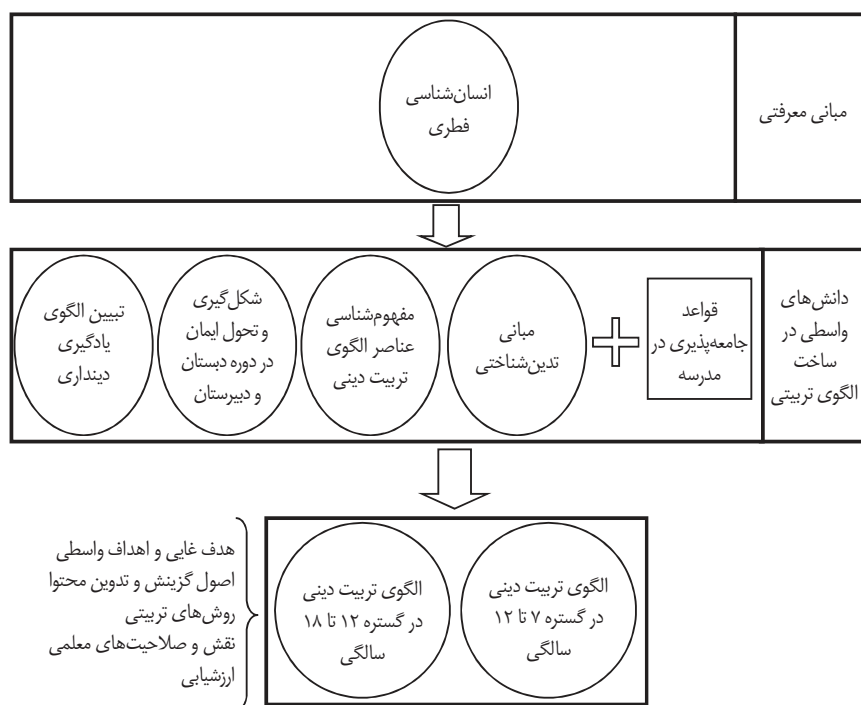 مبانی معرفتی
انسان‌شناسی
فطری
دانش‌های
واسطی در
ساخت
الگوی تربیتی
قواعد
جامعه‌پذیری در
مدرسه
مبانی
تدین‌شناختی
مفهوم‌شناسی
عناصر الگوی
تربیت دینی
شکل‌گیری
و تحول ایمان
در دوره دبستان
و دبیرستان
تبیین الگوی
یادگیری
دینداری
الگوی تربیت دینی
در گستره ۷ تا ۱۲
سالگی
الگوی تربیت دینی
در گستره ۱۲ تا ۱۸
سالگی
هدف غایی و اهداف واسطی
اصول گزینش و تدوین محتوا
روش‌های تربیتی
نقش و صلاحیت‌های معلمی
ارزشیابی